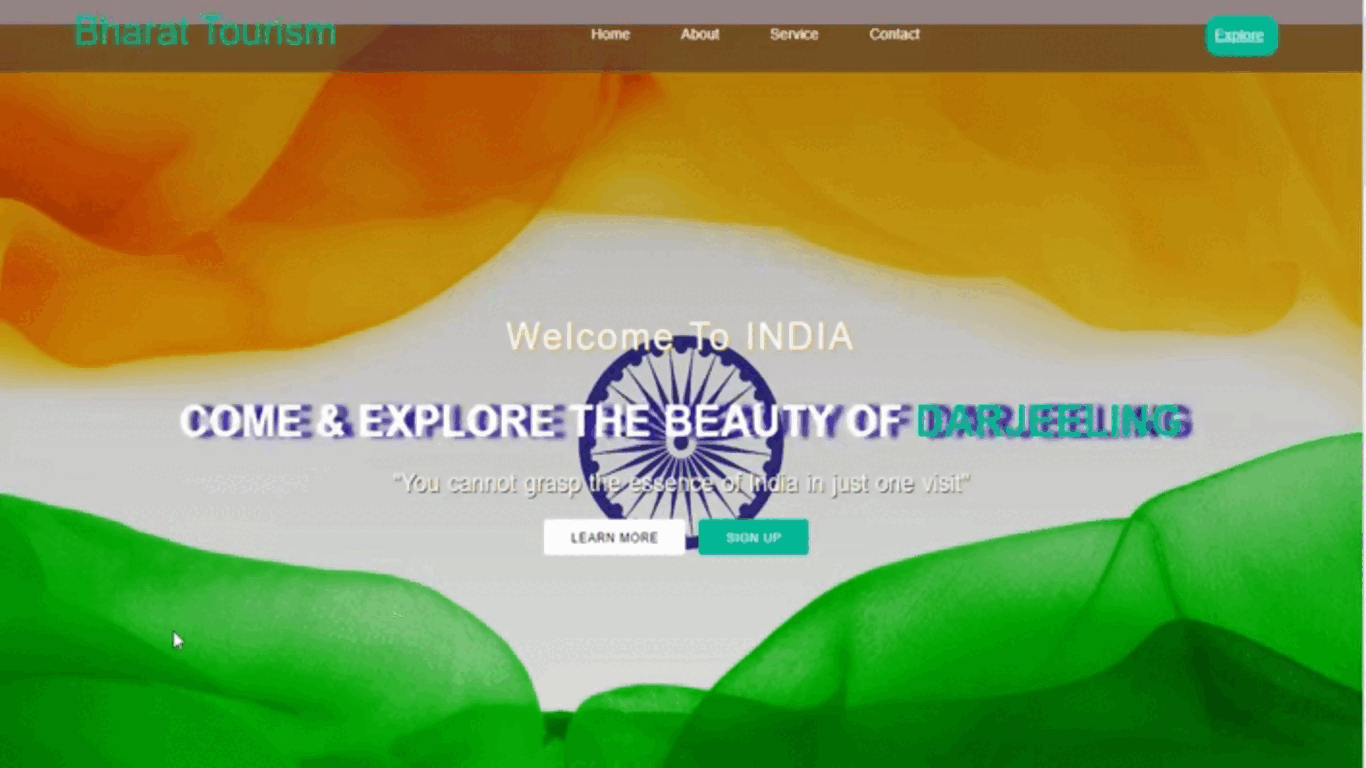 Bharat Tourism
Home About Service Contact
Explore
Welcome To INDIA
COME & EXPLORE THE BEAUTY OF DARJEELING
"You cannot grasp the essence of India in just one visit"
LEARN MORE SIGN UP